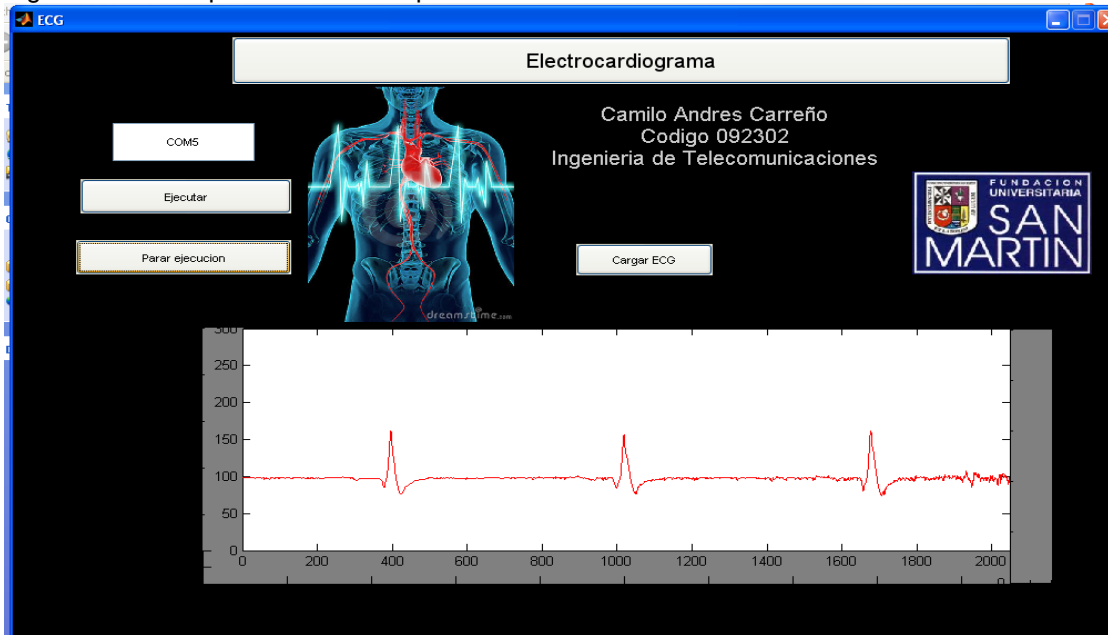 ECG
Electrocardiograma
Camilo Andres Carreño
Codigo 092302
Ingenieria de Telecomunicaciones
COM5
Ejecutar
Parar ejecucion
Cargar ECG
FUNDACION
UNIVERSITARIA
SAN
MARTIN
dreamstime.com
300
250
200
150
100
50
0
0 200 400 600 800 1000 1200 1400 1600 1800 2000
0